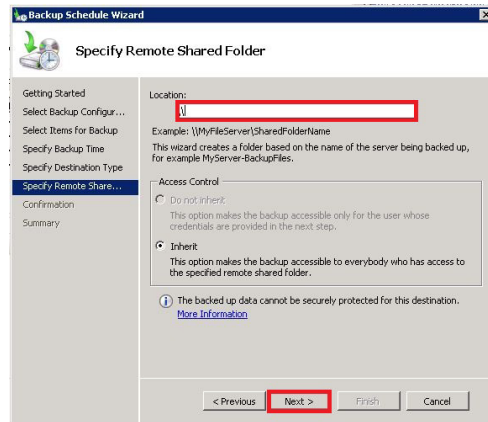 Backup Schedule Wizard
Specify Remote Shared Folder
Getting Started
Select Backup Configur...
Select Items for Backup
Specify Backup Time
Specify Destination Type
Specify Remote Share...
Confirmation
Summary
Location:
\\
Example: \\MyFileServer\SharedFolderName
This wizard creates a folder based on the name of the server being backed up,
for example MyServer-BackupFiles.
Access Control
Do not inherit
This option makes the backup accessible only for the user whose
credentials are provided in the next step.
Inherit
This option makes the backup accessible to everybody who has access to
the specified remote shared folder.
The backed up data cannot be securely protected for this destination.
More Information
< Previous
Next >
Finish
Cancel